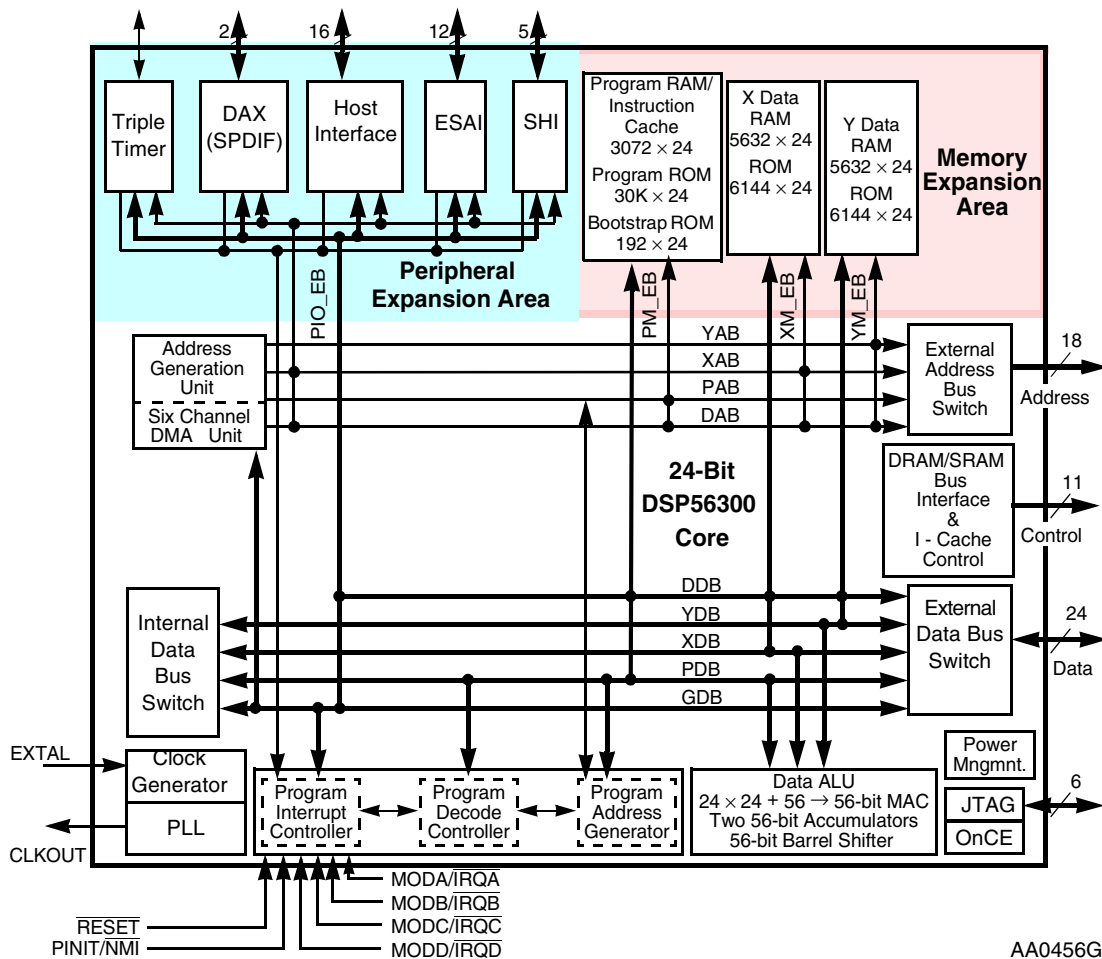 2
16
12
5
Triple
Timer
DAX
(SPDIF)
Host
Interface
ESAI
SHI
Program RAM/
Instruction
Cache
3072 × 24
Program ROM
30K × 24
Bootstrap ROM
192 × 24
X Data
RAM
5632 × 24
ROM
6144 × 24
Y Data
RAM
5632 × 24
ROM
6144 × 24
Memory
Expansion
Area
Peripheral
Expansion Area
PIO_EB
PM_EB
XM_EB
YM_EB
Address
Generation
Unit
Six Channel
DMA Unit
YAB
XAB
PAB
DAB
External
Address
Bus
Switch
18
Address
24-Bit
DSP56300
Core
DRAM/SRAM
Bus
Interface
&
I - Cache
Control
11
Control
Internal
Data
Bus
Switch
DDB
YDB
XDB
PDB
GDB
External
Data Bus
Switch
24
Data
EXTAL
Clock
Generator
PLL
CLKOUT
Program
Interrupt
Controller
Program
Decode
Controller
Program
Address
Generator
Data ALU
24 × 24 + 56 → 56-bit MAC
Two 56-bit Accumulators
56-bit Barrel Shifter
Power
Mngmnt.
JTAG
OnCE
6
MODA/IRQA
MODB/IRQB
MODC/IRQC
MODD/IRQD
RESET
PINIT/NMI
AA0456G